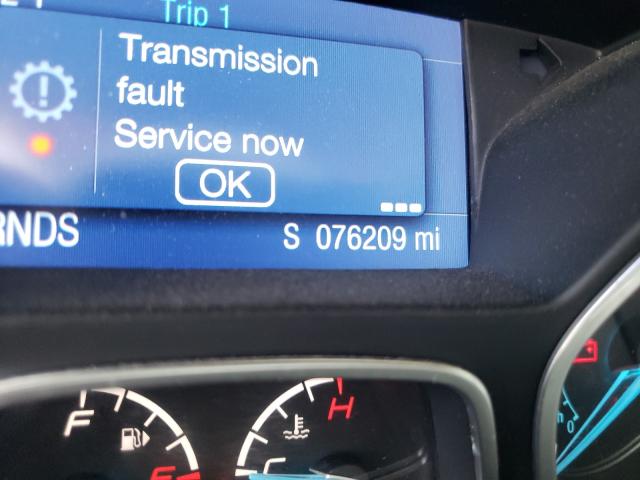 Trip 1
Transmission
fault
Service now
OK
RNDS
S 076209 mi
F
H